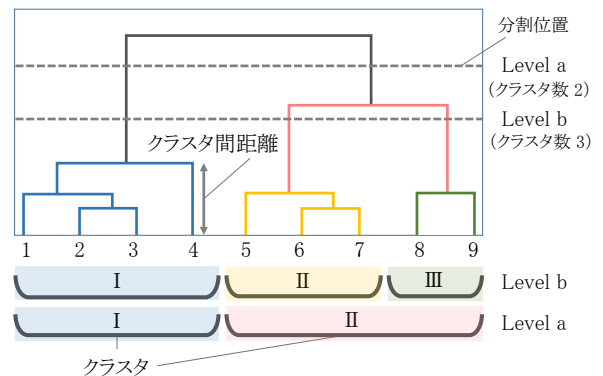 分割位置
Level a
(クラスタ数 2)
Level b
(クラスタ数 3)
クラスタ間距離
1 2 3 4 5 6 7 8 9
Ⅰ Ⅱ Ⅲ Level b
Ⅰ Ⅱ Level a
クラスタ